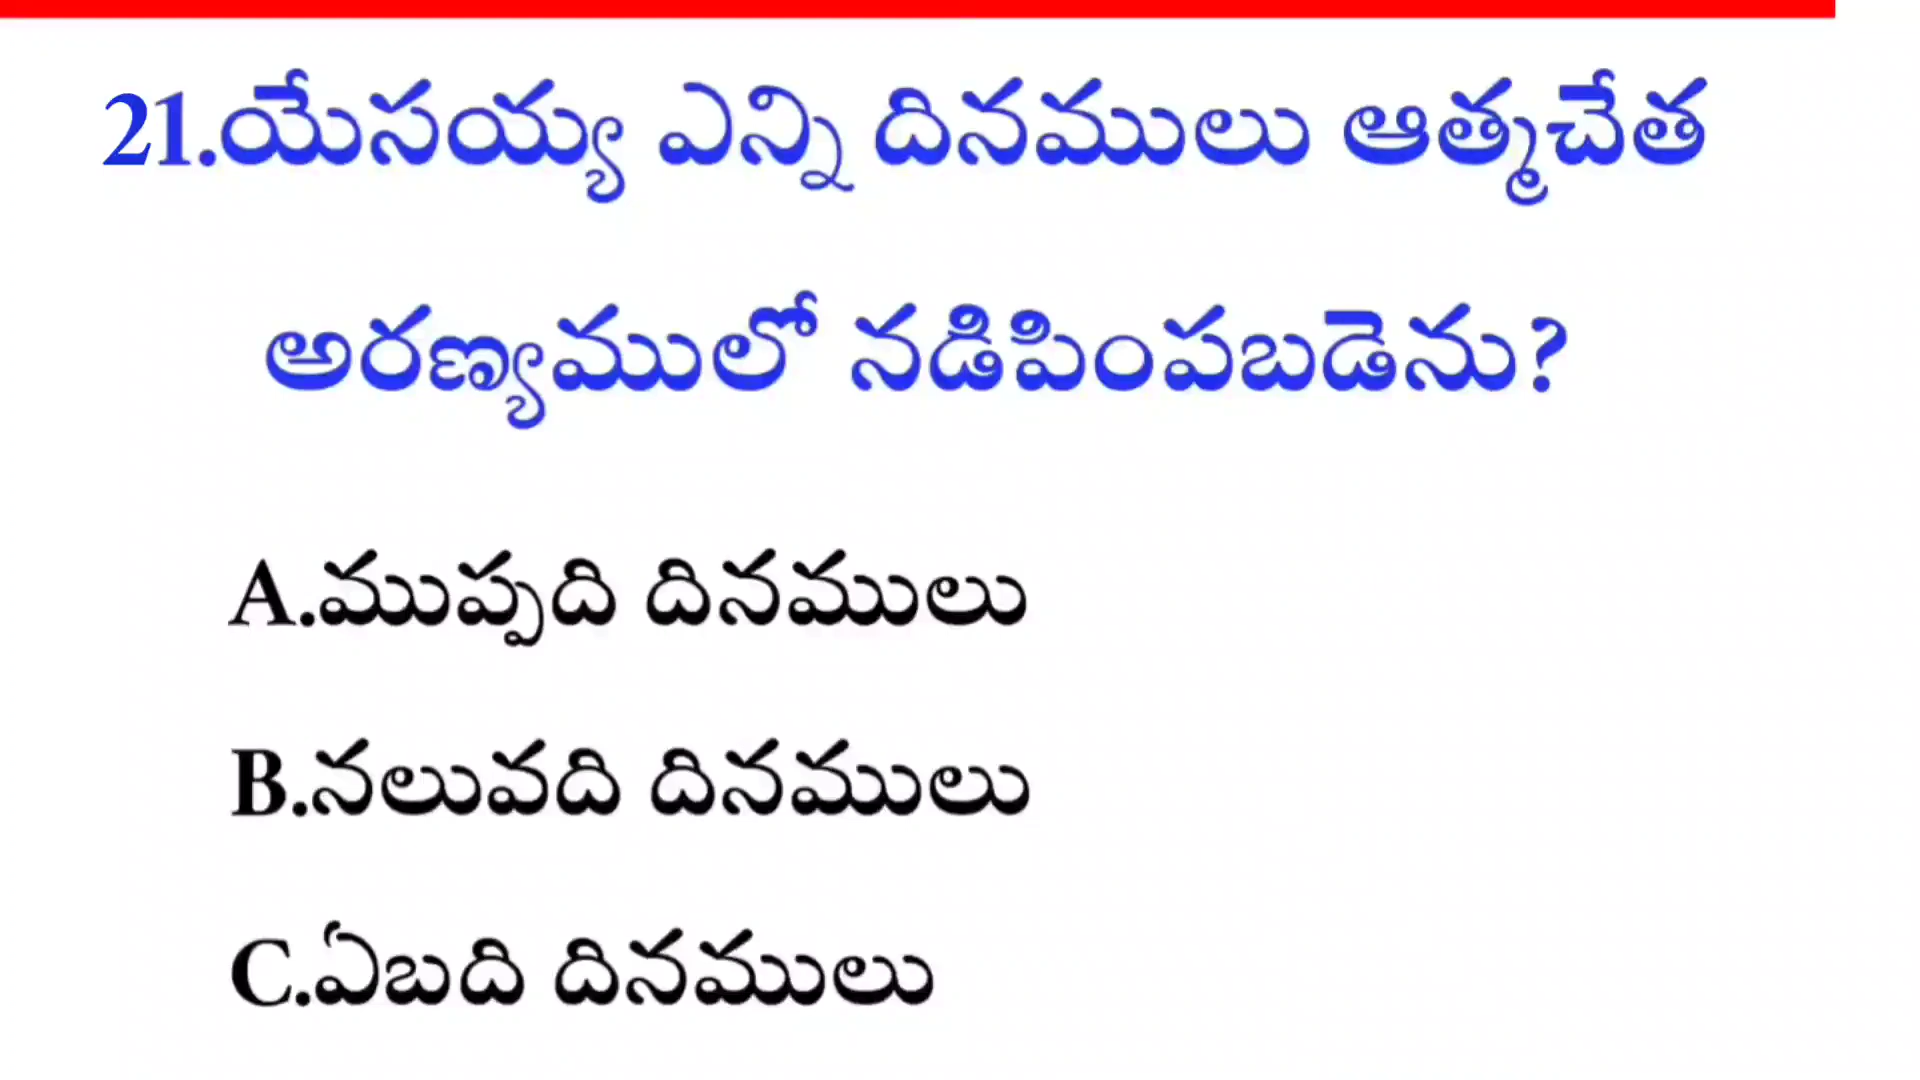 21.యేసయ్య ఎన్ని దినములు ఆత్మచేత
అరణ్యములో నడిపింపబడెను?
A.ముప్పది దినములు
B.నలువది దినములు
C.ఏబది దినములు